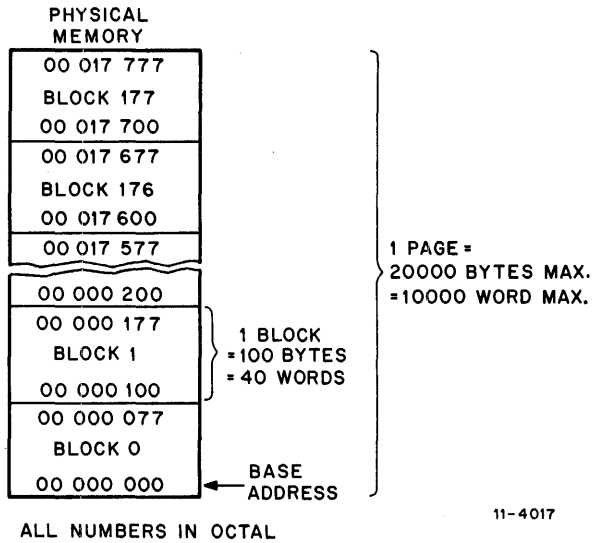 PHYSICAL
MEMORY
00 017 777
BLOCK 177
00 017 700
00 017 677
BLOCK 176
00 017 600
00 017 577
00 000 200
00 000 177
BLOCK 1
00 000 100
00 000 077
BLOCK 0
00 000 000
1 BLOCK
=100 BYTES
=40 WORDS
BASE
ADDRESS
1 PAGE=
20000 BYTES MAX.
=10000 WORD MAX.
11-4017
ALL NUMBERS IN OCTAL